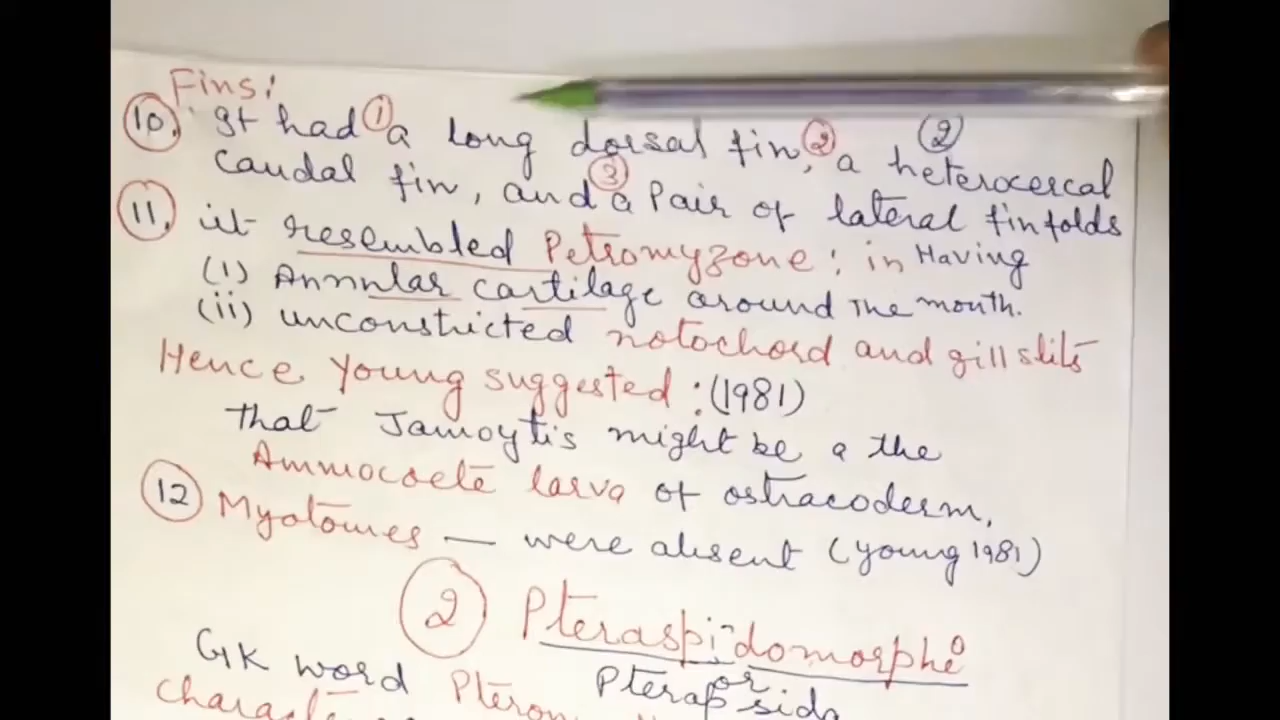 Fins:
10. It had ① a long dorsal fin, ② a heterocercal (2)
caudal fin, and ③ a Pair of lateral finfolds
11. it resembled Petromyzone: in Having
(i) Annular cartilage around The mouth.
(ii) unconstricted notochord and gill slits
Hence Young suggested: (1981)
that Jamoytis might be a the
Ammocoete larva of ostracoderm,
12 Myotomes — were absent (young 1981)
2 Pteraspidomorphi
or
GK word Pteron Pterapsida